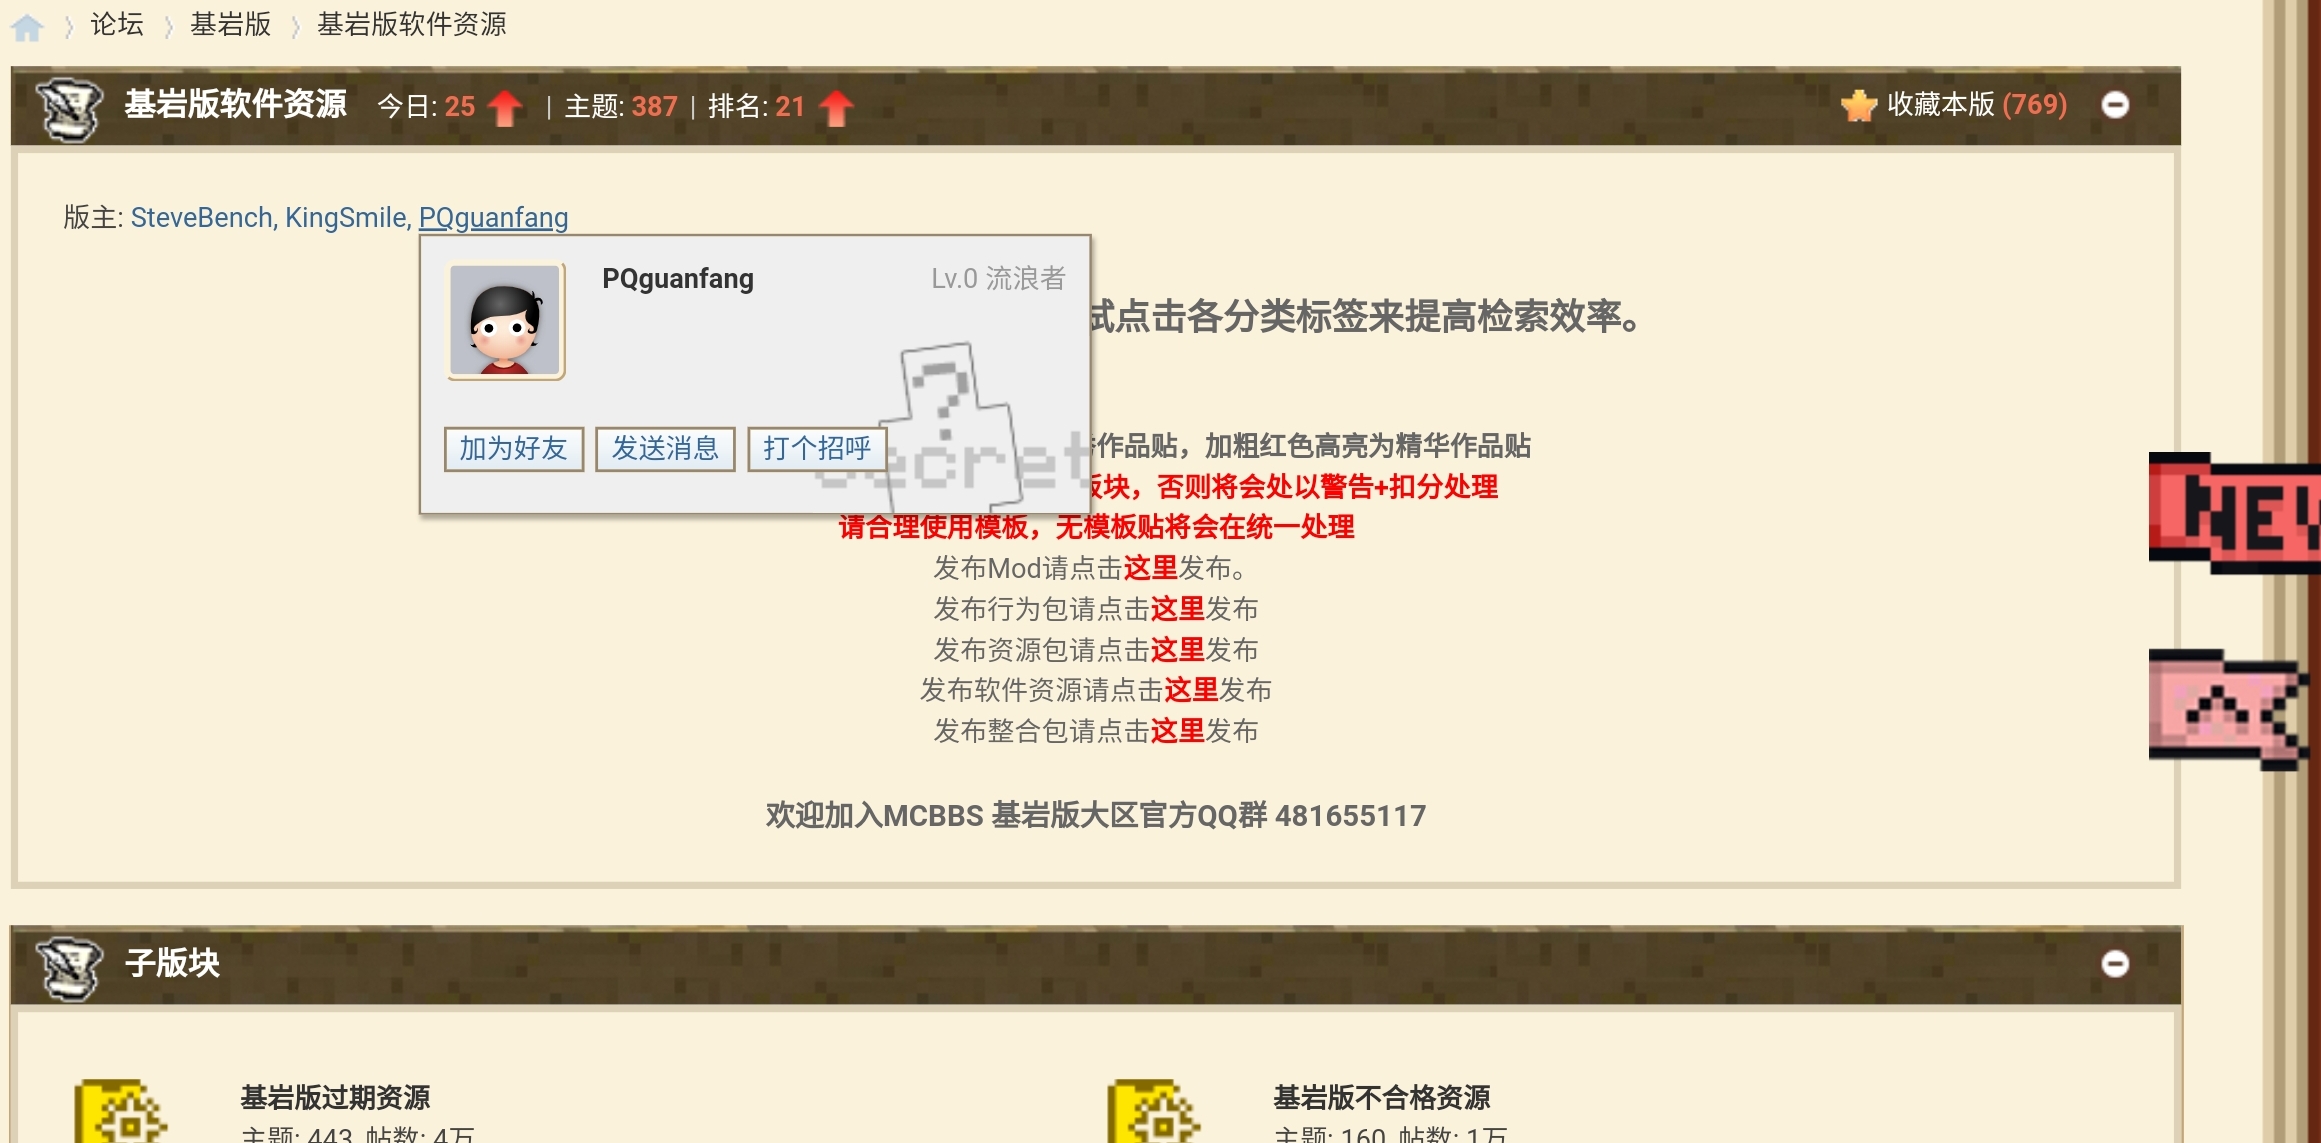 论坛 基岩版 基岩版软件资源
基岩版软件资源 今日: 25 | 主题: 387 | 排名: 21 收藏本版 (769)
版主: SteveBench, KingSmile, PQguanfang
PQguanfang Lv.0 流浪者
试点击各分类标签来提高检索效率。
加为好友 发送消息 打个招呼
secret
作品贴，加粗红色高亮为精华作品贴
版块，否则将会处以警告+扣分处理
请合理使用模板，无模板贴将会在统一处理
发布Mod请点击这里发布。
发布行为包请点击这里发布
发布资源包请点击这里发布
发布软件资源请点击这里发布
发布整合包请点击这里发布
欢迎加入MCBBS 基岩版大区官方QQ群 481655117
NEW
子版块
基岩版过期资源
主题: 443, 帖数: 4万
基岩版不合格资源
主题: 160, 帖数: 1万